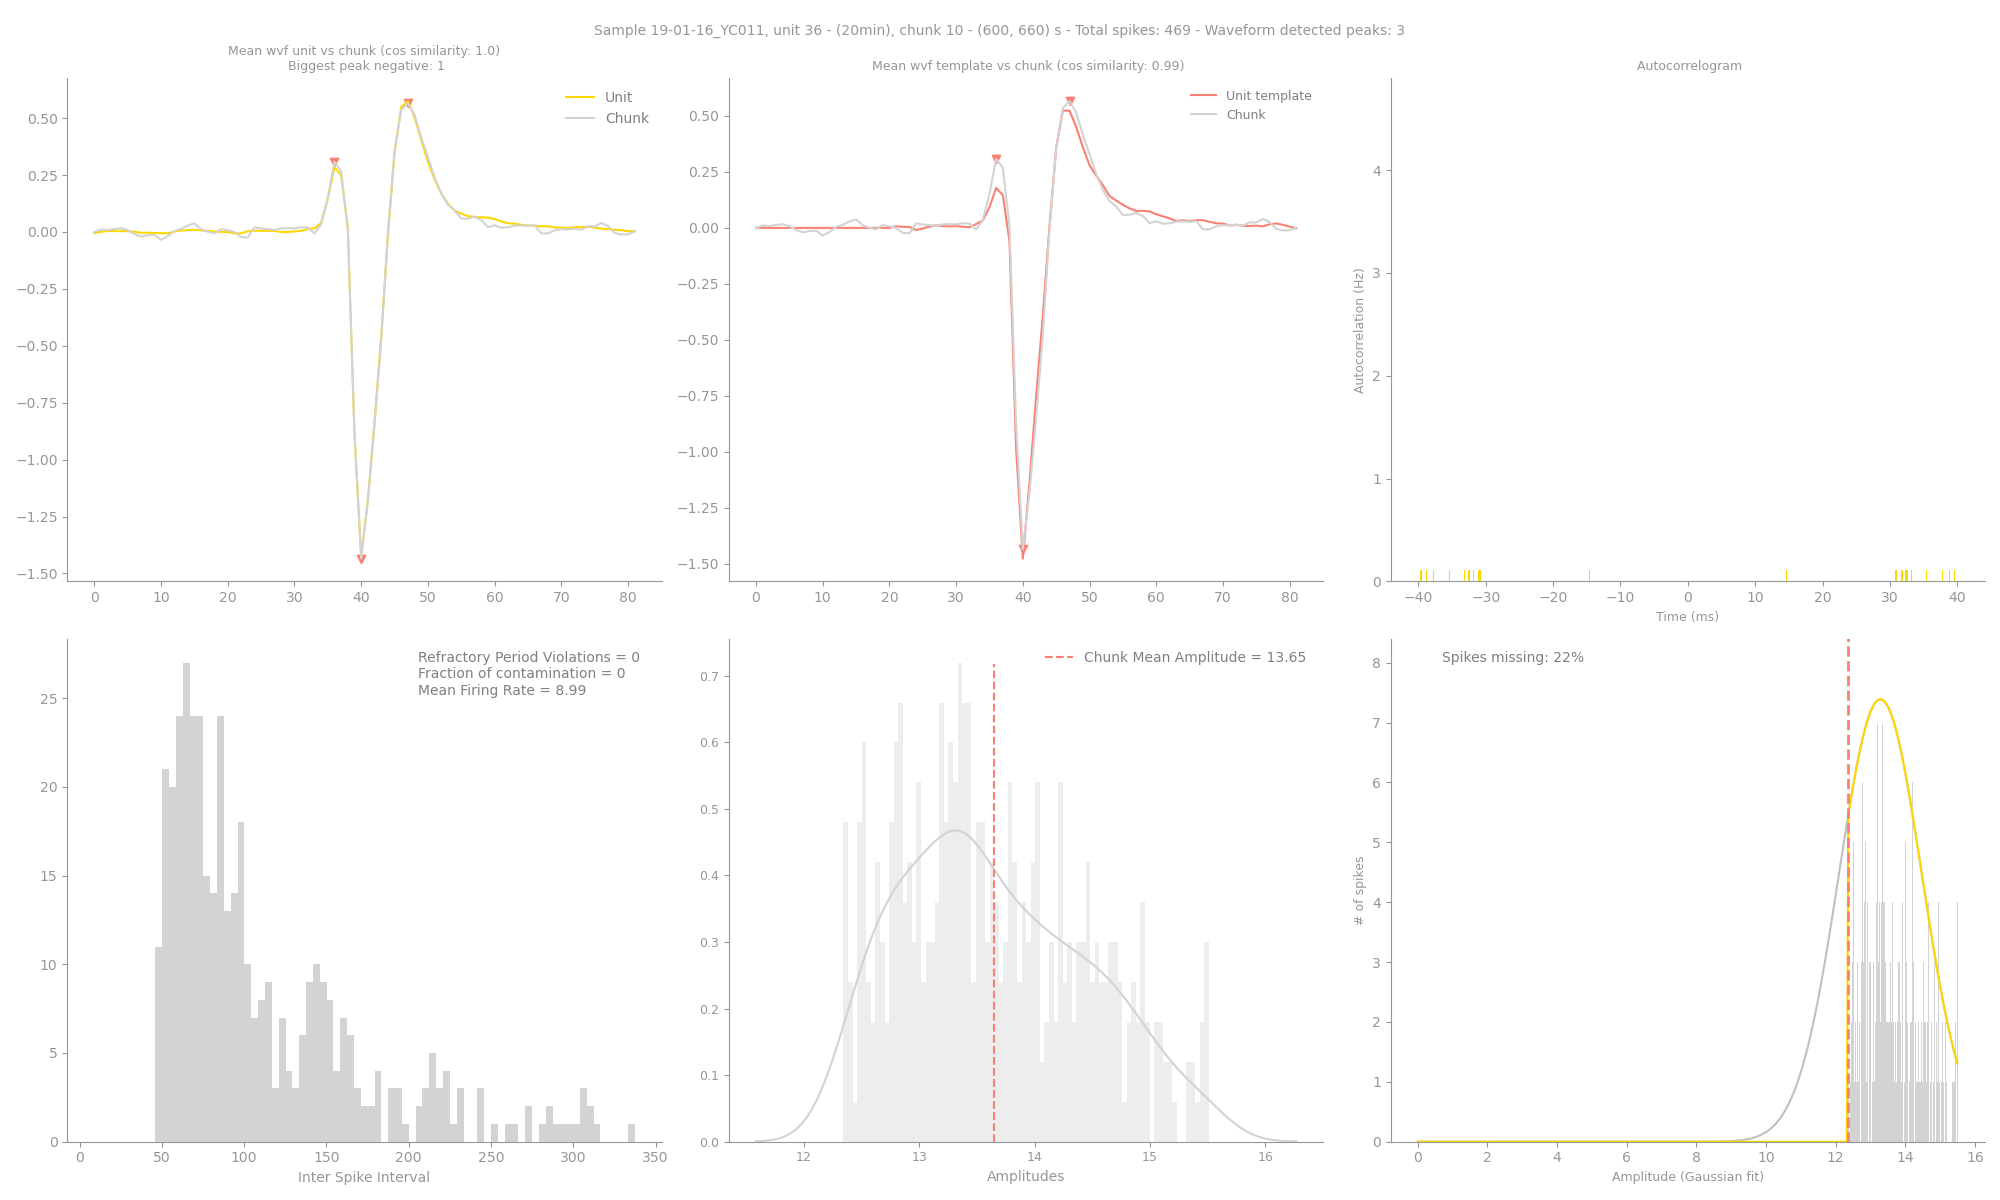 Sample 19-01-16_YC011, unit 36 - (20min), chunk 10 - (600, 660) s - Total spikes: 469 - Waveform detected peaks: 3
Mean wvf unit vs chunk (cos similarity: 1.0)
Biggest peak negative: 1
Unit
Chunk
0.50
0.25
0.00
−0.25
−0.50
−0.75
−1.00
−1.25
−1.50
0 10 20 30 40 50 60 70 80
Mean wvf template vs chunk (cos similarity: 0.99)
Unit template
Chunk
0.50
0.25
0.00
−0.25
−0.50
−0.75
−1.00
−1.25
−1.50
0 10 20 30 40 50 60 70 80
Autocorrelogram
Autocorrelation (Hz)
4
3
2
1
0
−40 −30 −20 −10 0 10 20 30 40
Time (ms)
Refractory Period Violations = 0
Fraction of contamination = 0
Mean Firing Rate = 8.99
25
20
15
10
5
0
0 50 100 150 200 250 300 350
Inter Spike Interval
Chunk Mean Amplitude = 13.65
0.7
0.6
0.5
0.4
0.3
0.2
0.1
0.0
12 13 14 15 16
Amplitudes
Spikes missing: 22%
# of spikes
8
7
6
5
4
3
2
1
0
0 2 4 6 8 10 12 14 16
Amplitude (Gaussian fit)